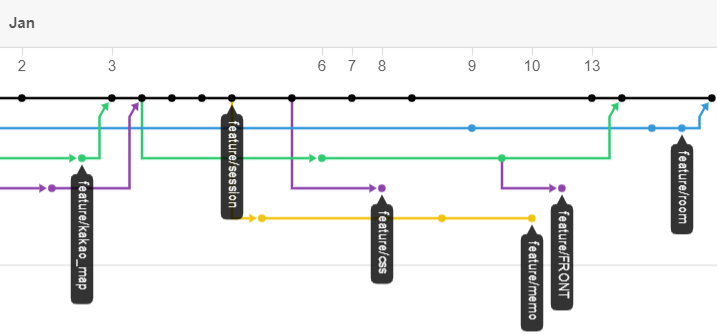 Jan
2 3 6 7 8 9 10 13
feature/kakao_map
feature/session
feature/css
feature/memo
feature/FRONT
feature/room